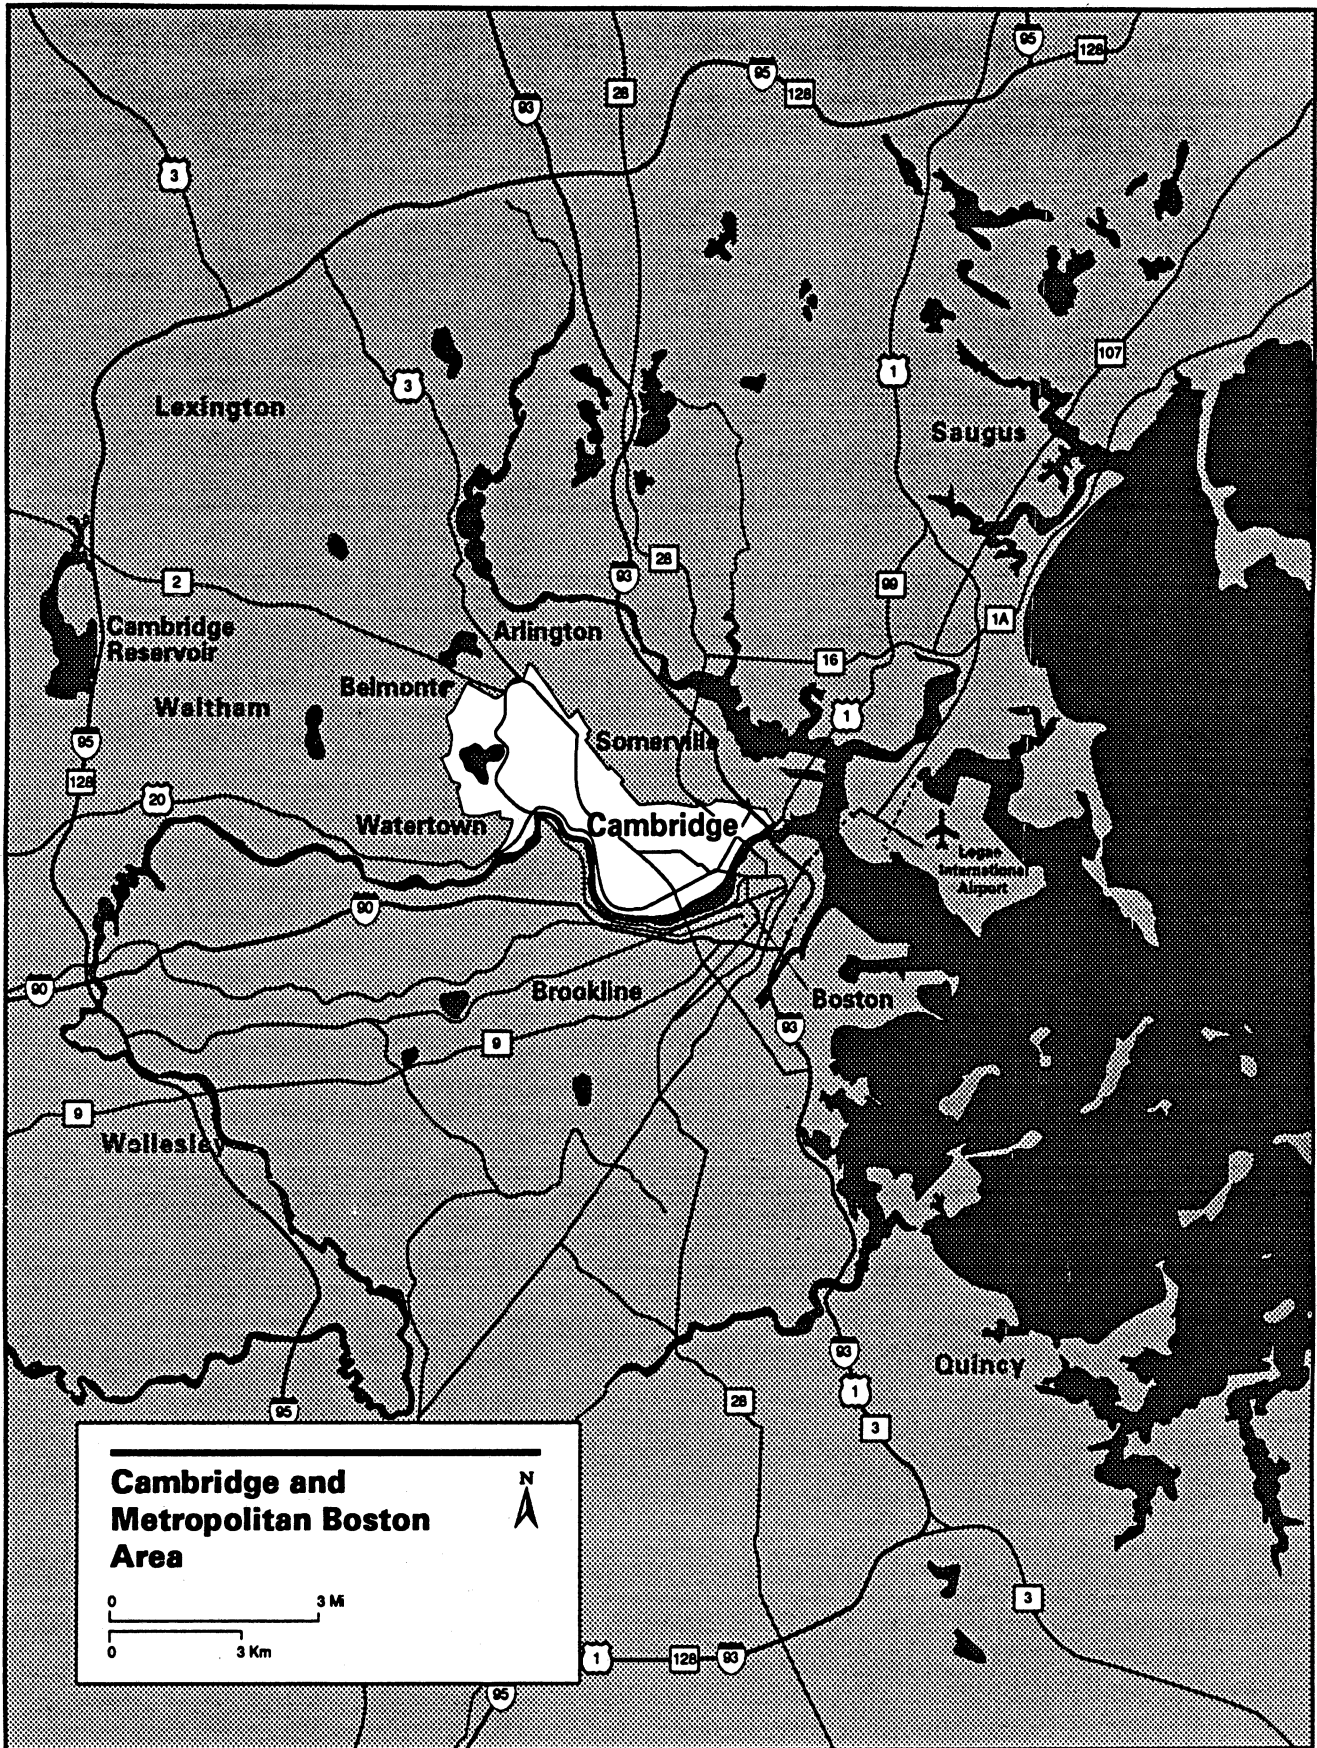 95
128
95
128
93
28
3
107
1
3
Lexington
Saugus
28
93
2
99
1A
Cambridge
Reservoir
Arlington
16
Belmont
Waltham
1
Somerville
95
128
20
Watertown
Cambridge
Logan
International
Airport
90
90
Brookline
Boston
93
9
9
Wellesley
93
Quincy
1
28
3
95
Cambridge and
Metropolitan Boston
Area
N
0
3 Mi
0
3 Km
3
1
128
93
95